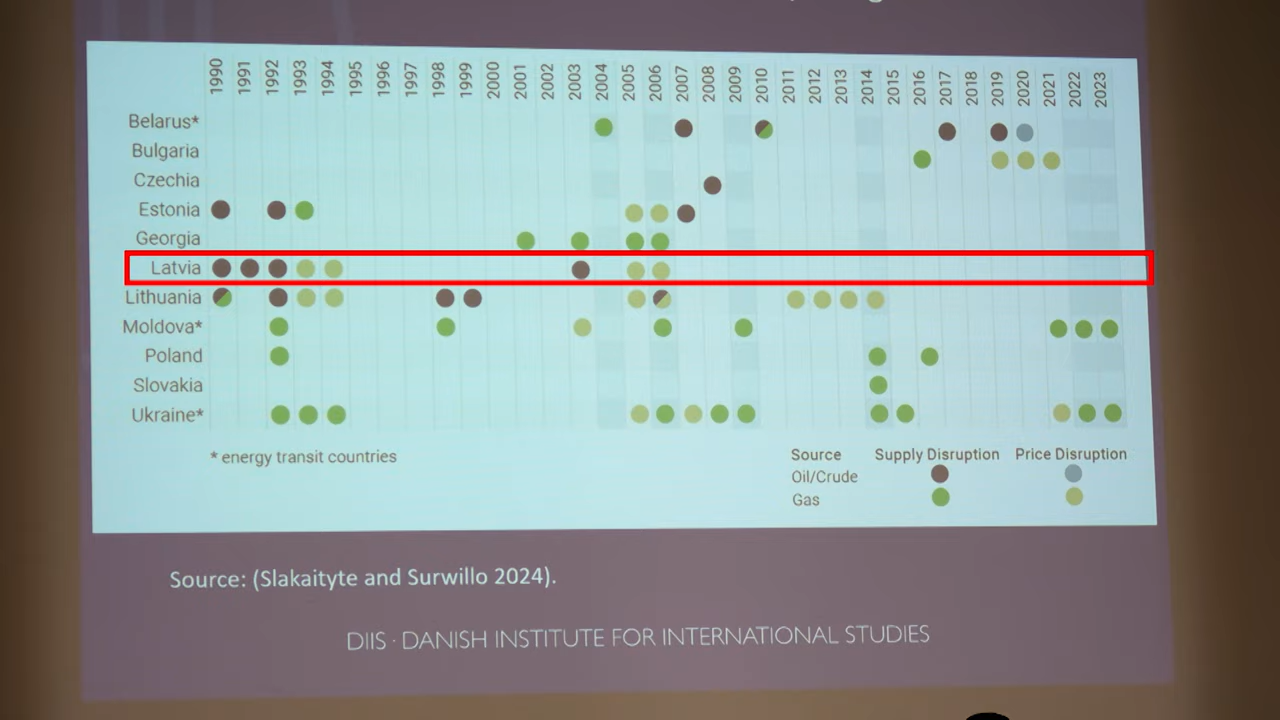 1990 1991 1992 1993 1994 1995 1996 1997 1998 1999 2000 2001 2002 2003 2004 2005 2006 2007 2008 2009 2010 2011 2012 2013 2014 2015 2016 2017 2018 2019 2020 2021 2022 2023
Belarus*
Bulgaria
Czechia
Estonia
Georgia
Latvia
Lithuania
Moldova*
Poland
Slovakia
Ukraine*
* energy transit countries
Source Supply Disruption Price Disruption
Oil/Crude
Gas
Source: (Slakaityte and Surwillo 2024).
DIIS · DANISH INSTITUTE FOR INTERNATIONAL STUDIES